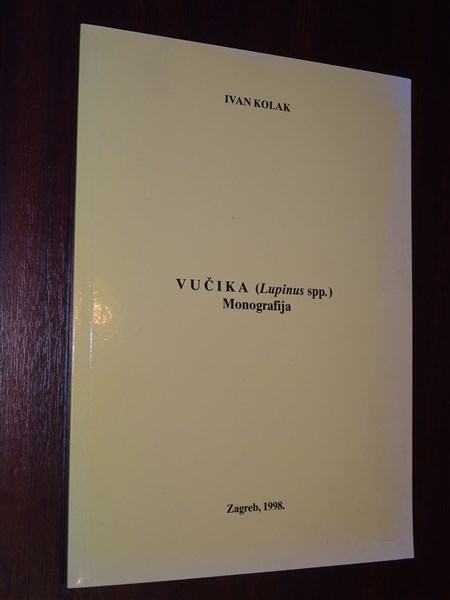 IVAN KOLAK
VUČIKA (Lupinus spp.)
Monografija
Zagreb, 1998.